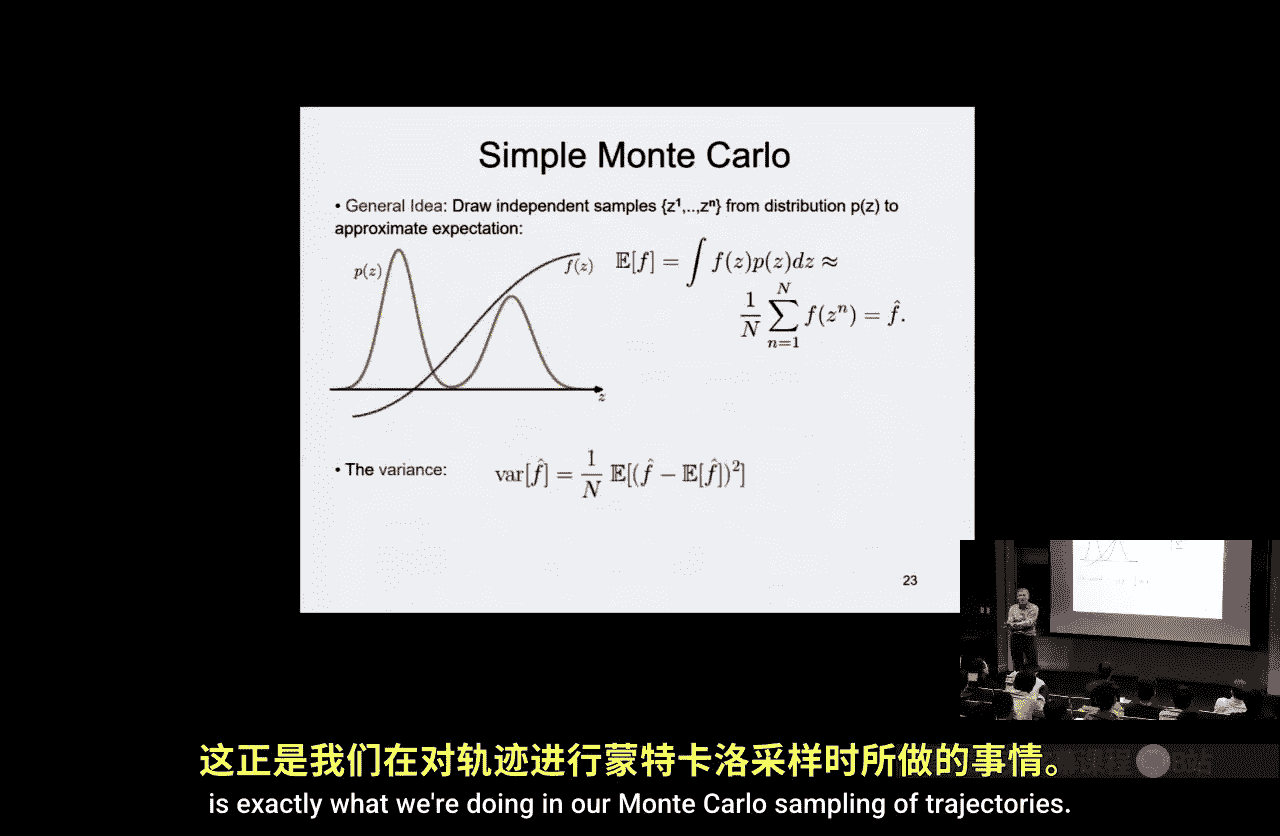 Simple Monte Carlo
• General Idea: Draw independent samples {z¹,..,zⁿ} from distribution p(z) to
approximate expectation:
p(z)
f(z)
z
𝔼[f] = ∫ f(z)p(z)dz ≈
1/N ∑_{n=1}^{N} f(zⁿ) = f̂.
• The variance:
var[f̂] = 1/N 𝔼[(f̂ − 𝔼[f̂])²]
23
这正是我们在对轨迹进行蒙特卡洛采样时所做的事情。
is exactly what we're doing in our Monte Carlo sampling of trajectories.